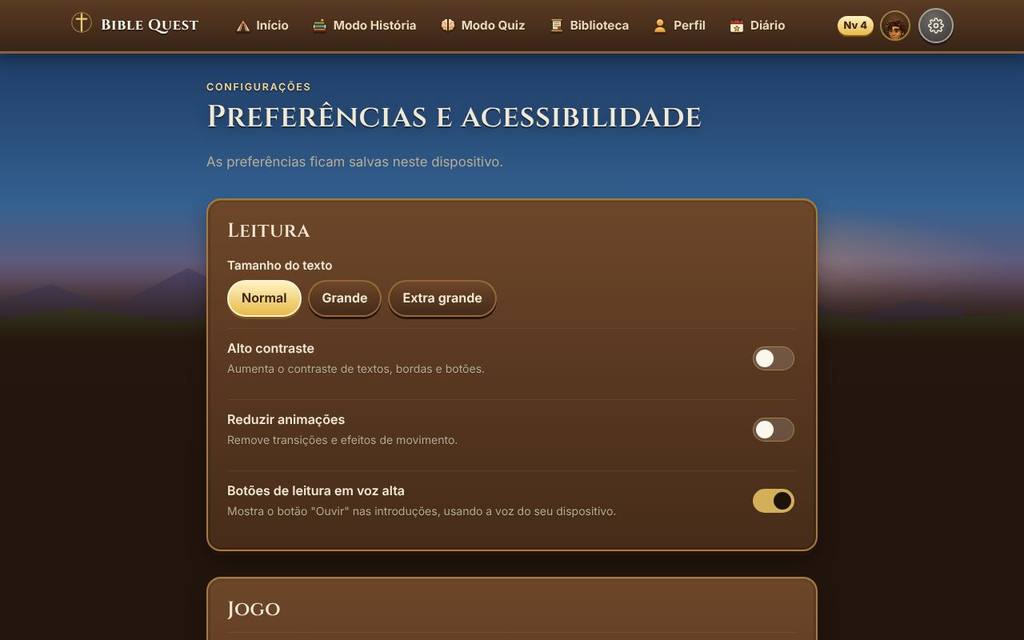 Bible Quest
Início
Modo História
Modo Quiz
Biblioteca
Perfil
Diário
Nv 4
CONFIGURAÇÕES
Preferências e acessibilidade
As preferências ficam salvas neste dispositivo.
Leitura
Tamanho do texto
Normal
Grande
Extra grande
Alto contraste
Aumenta o contraste de textos, bordas e botões.
Reduzir animações
Remove transições e efeitos de movimento.
Botões de leitura em voz alta
Mostra o botão "Ouvir" nas introduções, usando a voz do seu dispositivo.
Jogo